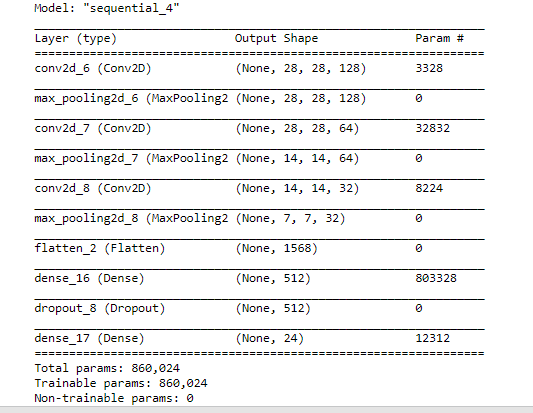 Model: "sequential_4"
Layer (type) Output Shape Param #
conv2d_6 (Conv2D) (None, 28, 28, 128) 3328
max_pooling2d_6 (MaxPooling2 (None, 28, 28, 128) 0
conv2d_7 (Conv2D) (None, 28, 28, 64) 32832
max_pooling2d_7 (MaxPooling2 (None, 14, 14, 64) 0
conv2d_8 (Conv2D) (None, 14, 14, 32) 8224
max_pooling2d_8 (MaxPooling2 (None, 7, 7, 32) 0
flatten_2 (Flatten) (None, 1568) 0
dense_16 (Dense) (None, 512) 803328
dropout_8 (Dropout) (None, 512) 0
dense_17 (Dense) (None, 24) 12312
Total params: 860,024
Trainable params: 860,024
Non-trainable params: 0